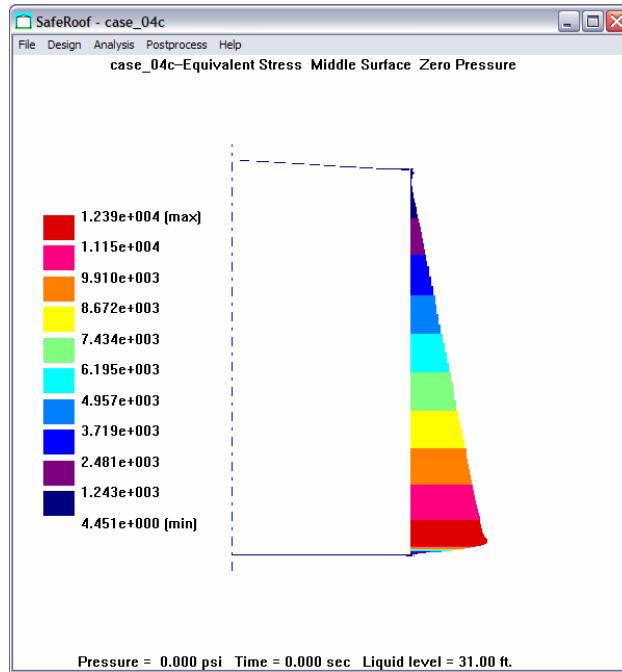 SafeRoof - case_04c
File Design Analysis Postprocess Help
case_04c-Equivalent Stress Middle Surface Zero Pressure
1.239e+004 (max)
1.115e+004
9.910e+003
8.672e+003
7.434e+003
6.195e+003
4.957e+003
3.719e+003
2.481e+003
1.243e+003
4.451e+000 (min)
Pressure = 0.000 psi Time = 0.000 sec Liquid level = 31.00 ft.